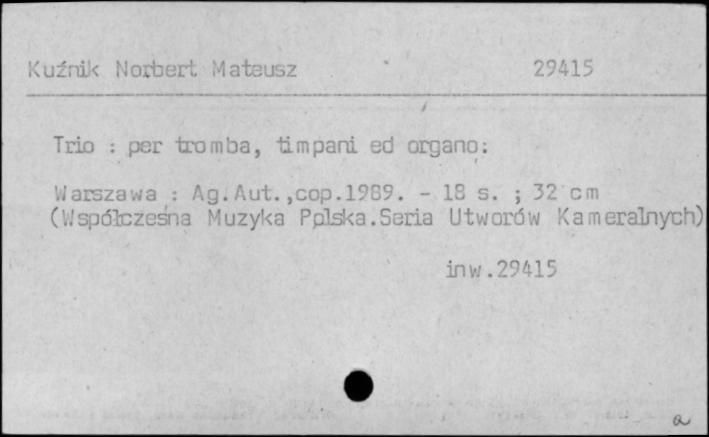 Kuźnik Norbert Mateusz 29415
Trio : per tromba, timpani ed organo:
Warszawa : Ag.Aut.,cop.1989. - 18 s. ; 32 cm
(Współczesna Muzyka Polska.Seria Utworów Kameralnych)
inw.29415
a